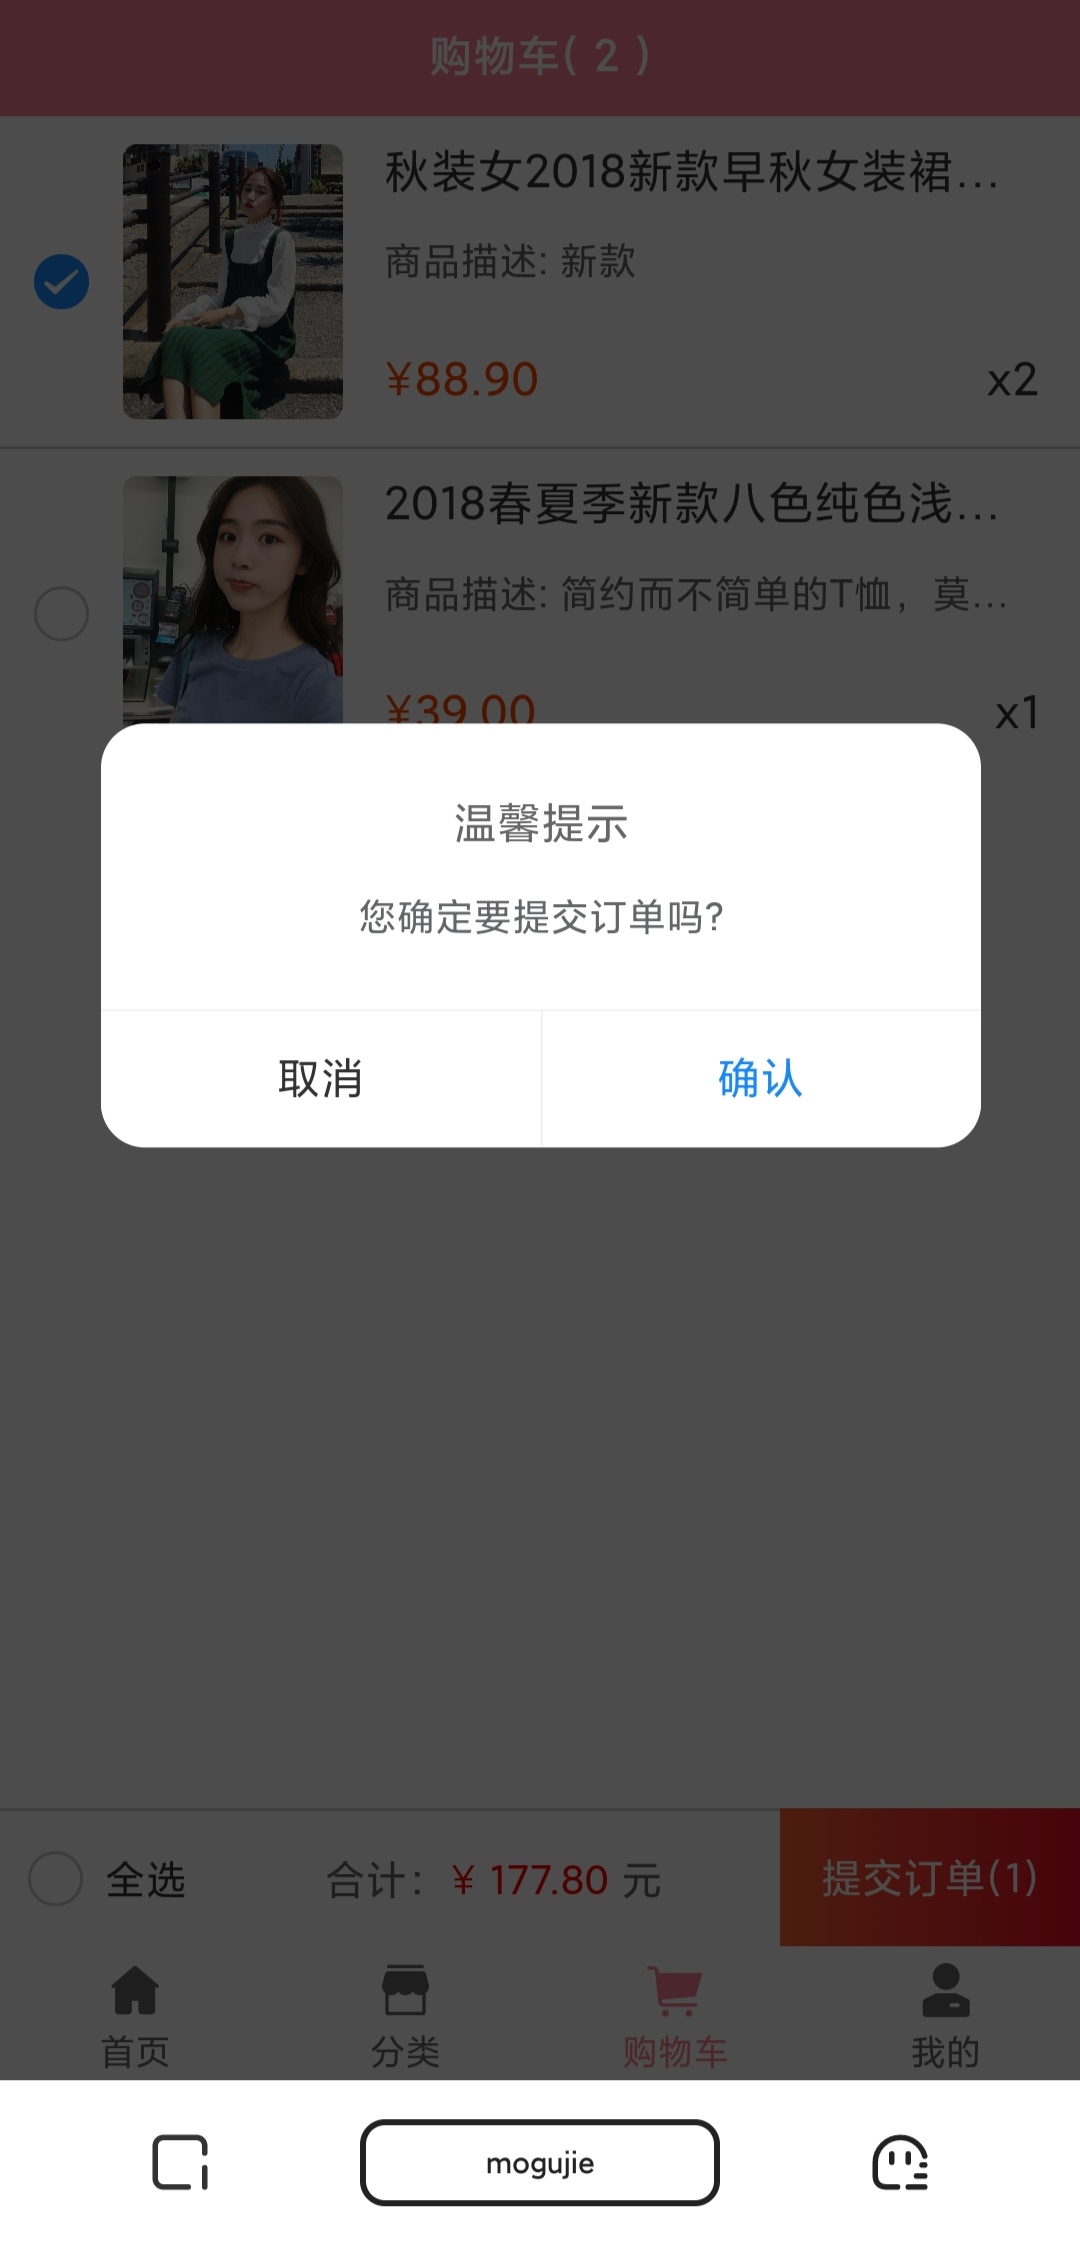 购物车( 2 )
秋装女2018新款早秋女装裙...
商品描述: 新款
¥88.90
x2
2018春夏季新款八色纯色浅...
商品描述: 简约而不简单的T恤，莫...
¥39.00
x1
温馨提示
您确定要提交订单吗?
取消
确认
全选
合计: ¥ 177.80 元
提交订单(1)
首页
分类
购物车
我的
mogujie